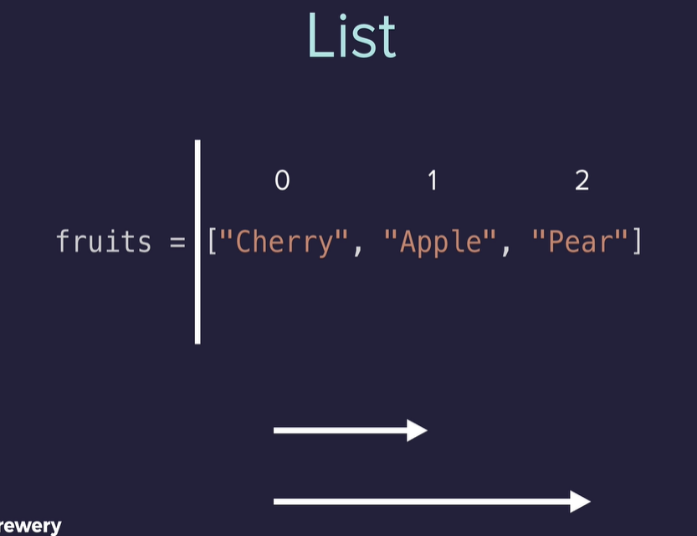 List
0 1 2
fruits = ["Cherry", "Apple", "Pear"]
rewery